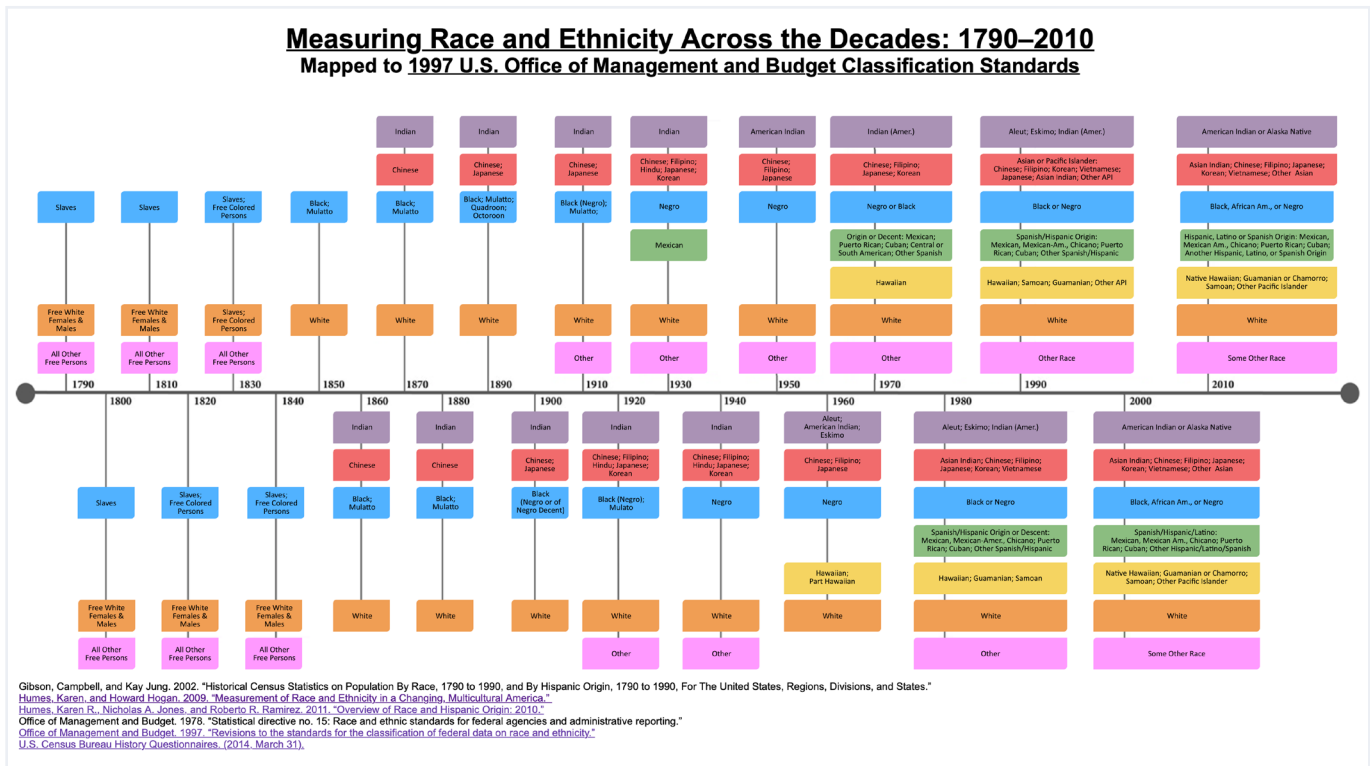 Measuring Race and Ethnicity Across the Decades: 1790–2010
Mapped to 1997 U.S. Office of Management and Budget Classification Standards
Slaves
Free White
Females &
Males
All Other
Free Persons
1790
Slaves
Free White
Females &
Males
All Other
Free Persons
1810
Slaves;
Free Colored
Persons
Slaves;
Free Colored
Persons
All Other
Free Persons
1830
Black;
Mulatto
White
1850
Indian
Chinese
Black;
Mulatto
White
1870
Indian
Chinese;
Japanese
Black; Mulatto;
Quadroon;
Octoroon
White
1890
Indian
Chinese;
Japanese
Black (Negro);
Mulatto;
White
Other
1910
Indian
Chinese; Filipino;
Hindu; Japanese;
Korean
Negro
Mexican
White
Other
1930
American Indian
Chinese;
Filipino;
Japanese
Negro
White
Other
1950
Indian (Amer.)
Chinese; Filipino;
Japanese; Korean
Negro or Black
Origin or Decent: Mexican;
Puerto Rican; Cuban; Central or
South American; Other Spanish
Hawaiian
White
Other
1970
Aleut; Eskimo; Indian (Amer.)
Asian or Pacific Islander:
Chinese; Filipino; Korean; Vietnamese;
Japanese; Asian Indian; Other API
Black or Negro
Spanish/Hispanic Origin:
Mexican, Mexican-Am., Chicano; Puerto
Rican; Cuban; Other Spanish/Hispanic
Hawaiian; Samoan; Guamanian; Other API
White
Other Race
1990
American Indian or Alaska Native
Asian Indian; Chinese; Filipino; Japanese;
Korean; Vietnamese; Other Asian
Black, African Am., or Negro
Hispanic, Latino or Spanish Origin: Mexican,
Mexican Am., Chicano; Puerto Rican; Cuban;
Another Hispanic, Latino, or Spanish Origin
Native Hawaiian; Guamanian or Chamorro;
Samoan; Other Pacific Islander
White
Some Other Race
2010
1800
Slaves
Free White
Females &
Males
All Other
Free Persons
1820
Slaves;
Free Colored
Persons
Free White
Females &
Males
All Other
Free Persons
1840
Slaves;
Free Colored
Persons
Free White
Females &
Males
All Other
Free Persons
1860
Indian
Chinese
Black;
Mulatto
White
1880
Indian
Chinese
Black;
Mulatto
White
1900
Indian
Chinese;
Japanese
Black
(Negro or of
Negro Decent)
White
1920
Indian
Chinese; Filipino;
Hindu; Japanese;
Korean
Black (Negro);
Mulato
White
Other
1940
Indian
Chinese; Filipino;
Hindu; Japanese;
Korean
Negro
White
Other
1960
Aleut;
American Indian;
Eskimo
Chinese; Filipino;
Japanese
Negro
Hawaiian;
Part Hawaiian
White
1980
Aleut; Eskimo; Indian (Amer.)
Asian Indian; Chinese; Filipino;
Japanese; Korean; Vietnamese
Black or Negro
Spanish/Hispanic Origin or Descent:
Mexican, Mexican-Amer., Chicano; Puerto
Rican; Cuban; Other Spanish/Hispanic
Hawaiian; Guamanian; Samoan
White
Other
2000
American Indian or Alaska Native
Asian Indian; Chinese; Filipino; Japanese;
Korean; Vietnamese; Other Asian
Black, African Am., or Negro
Spanish/Hispanic/Latino:
Mexican, Mexican Am., Chicano; Puerto
Rican; Cuban; Other Hispanic/Latino/Spanish
Native Hawaiian; Guamanian or Chamorro;
Samoan; Other Pacific Islander
White
Some Other Race
Gibson, Campbell, and Kay Jung. 2002. “Historical Census Statistics on Population By Race, 1790 to 1990, and By Hispanic Origin, 1790 to 1990, For The United States, Regions, Divisions, and States.”
Humes, Karen, and Howard Hogan. 2009. “Measurement of Race and Ethnicity in a Changing, Multicultural America.”
Humes, Karen R., Nicholas A. Jones, and Roberto R. Ramirez. 2011. “Overview of Race and Hispanic Origin: 2010.”
Office of Management and Budget. 1978. “Statistical directive no. 15: Race and ethnic standards for federal agencies and administrative reporting.”
Office of Management and Budget. 1997. “Revisions to the standards for the classification of federal data on race and ethnicity.”
U.S. Census Bureau History Questionnaires. (2014, March 31).